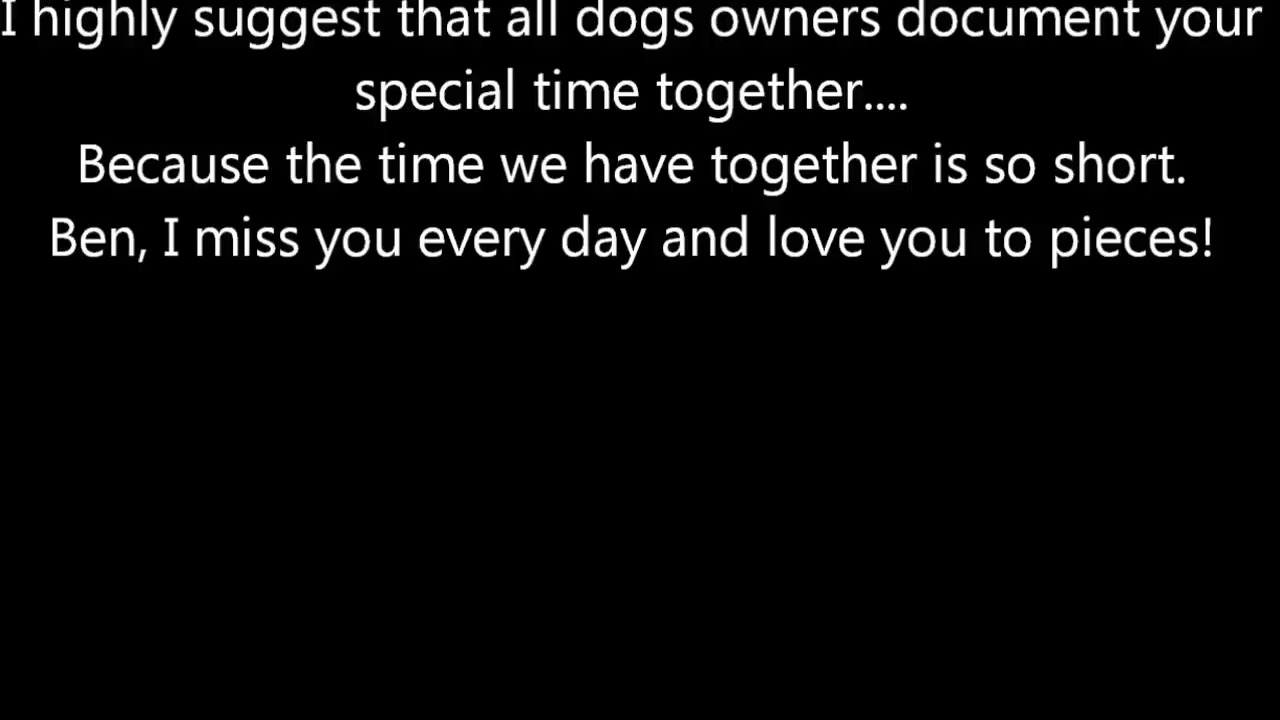 I highly suggest that all dogs owners document your
special time together....
Because the time we have together is so short.
Ben, I miss you every day and love you to pieces!